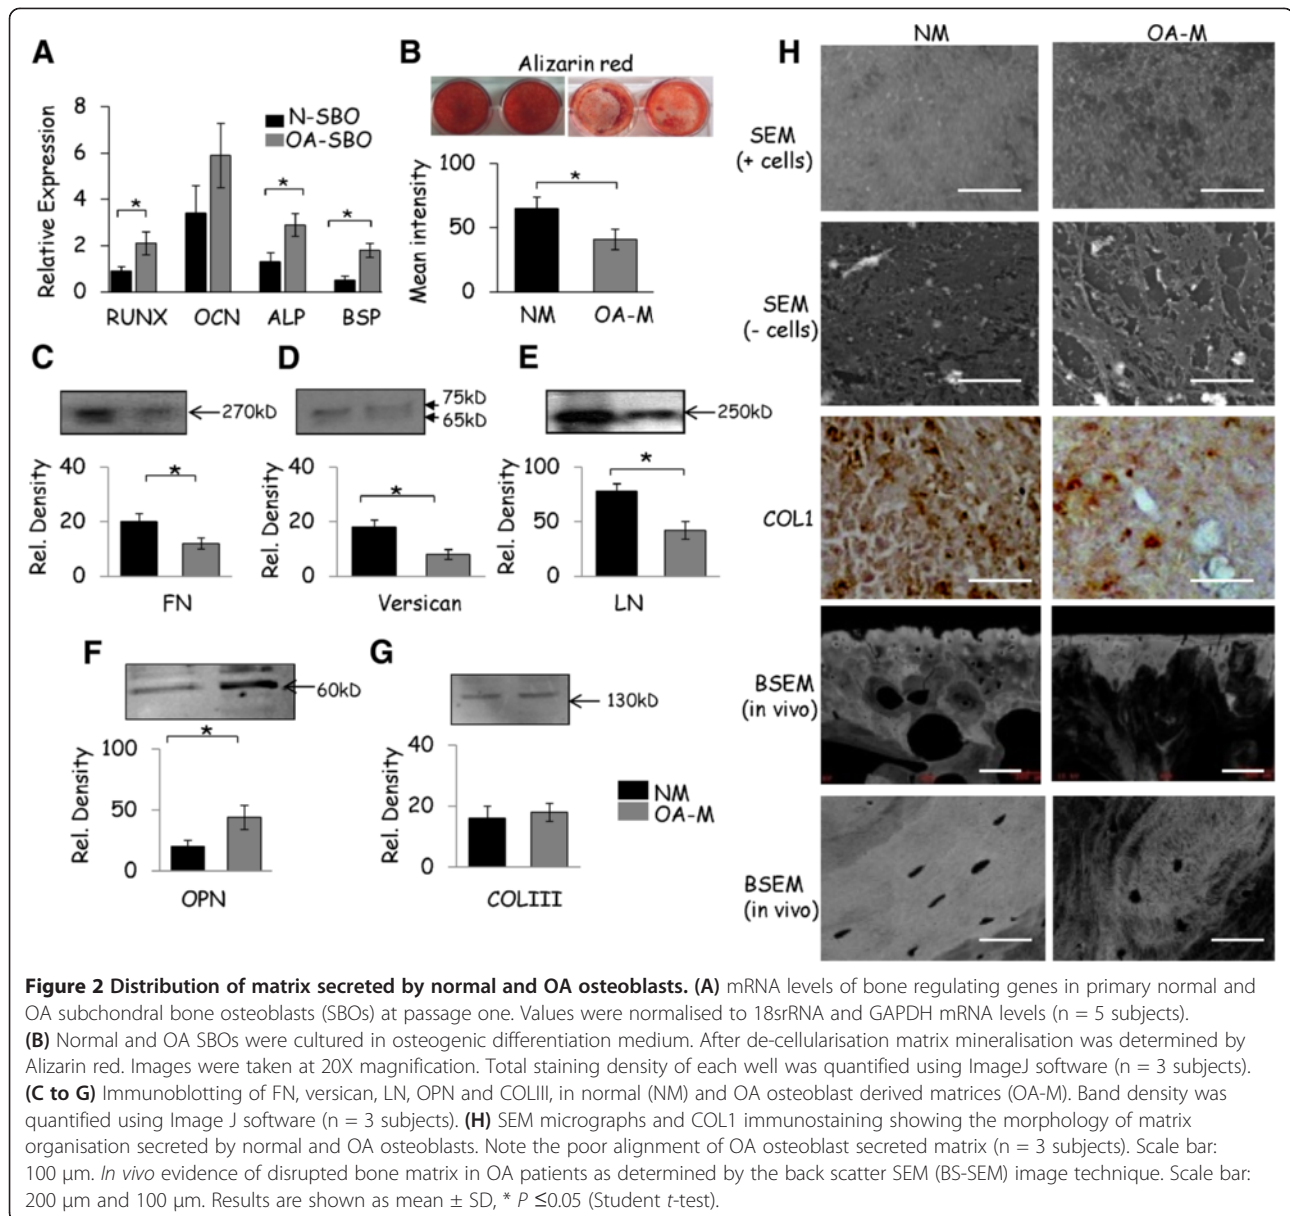 A
N-SBO
OA-SBO
Relative Expression
8
6
4
2
0
*
*
*
RUNX OCN ALP BSP
B
Alizarin red
Mean intensity
100
50
0
*
NM OA-M
C
270kD
Rel. Density
40
20
0
*
FN
D
75kD
65kD
Rel. Density
40
20
0
*
Versican
E
250kD
Rel. Density
100
50
0
*
LN
F
60kD
Rel. Density
100
50
0
*
OPN
G
130kD
Rel. Density
40
20
0
COLIII
NM
OA-M
H
NM OA-M
SEM
(+ cells)
SEM
(- cells)
COL1
BSEM
(in vivo)
BSEM
(in vivo)
Figure 2 Distribution of matrix secreted by normal and OA osteoblasts. (A) mRNA levels of bone regulating genes in primary normal and
OA subchondral bone osteoblasts (SBOs) at passage one. Values were normalised to 18srRNA and GAPDH mRNA levels (n = 5 subjects).
(B) Normal and OA SBOs were cultured in osteogenic differentiation medium. After de-cellularisation matrix mineralisation was determined by
Alizarin red. Images were taken at 20X magnification. Total staining density of each well was quantified using ImageJ software (n = 3 subjects).
(C to G) Immunoblotting of FN, versican, LN, OPN and COLIII, in normal (NM) and OA osteoblast derived matrices (OA-M). Band density was
quantified using Image J software (n = 3 subjects). (H) SEM micrographs and COL1 immunostaining showing the morphology of matrix
organisation secreted by normal and OA osteoblasts. Note the poor alignment of OA osteoblast secreted matrix (n = 3 subjects). Scale bar:
100 μm. In vivo evidence of disrupted bone matrix in OA patients as determined by the back scatter SEM (BS-SEM) image technique. Scale bar:
200 μm and 100 μm. Results are shown as mean ± SD, * P ≤0.05 (Student t-test).